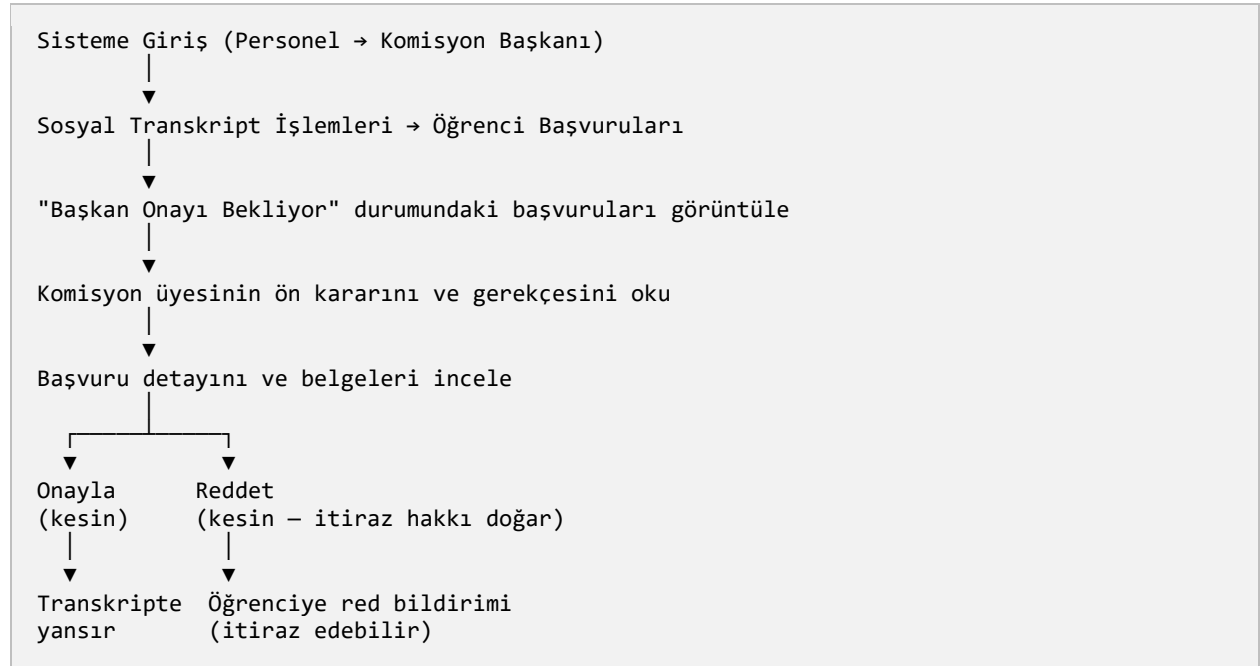 Sisteme Giriş (Personel → Komisyon Başkanı)
Sosyal Transkript İşlemleri → Öğrenci Başvuruları
"Başkan Onayı Bekliyor" durumundaki başvuruları görüntüle
Komisyon üyesinin ön kararını ve gerekçesini oku
Başvuru detayını ve belgeleri incele
Onayla Reddet
(kesin) (kesin — itiraz hakkı doğar)
Transkripte Öğrenciye red bildirimi
yansır (itiraz edebilir)